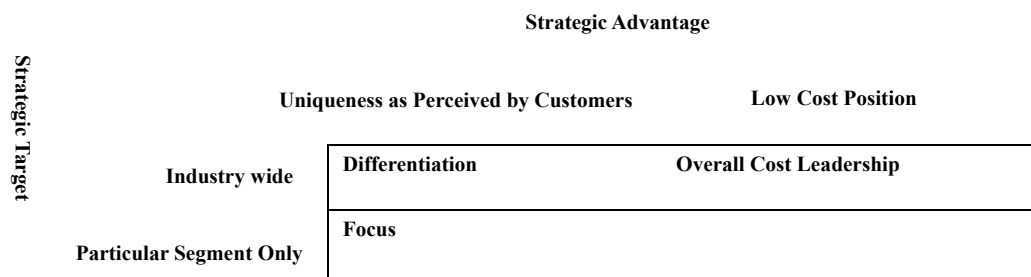 Strategic Advantage
Strategic Target
Uniqueness as Perceived by Customers
Low Cost Position
Industry wide
Differentiation
Overall Cost Leadership
Particular Segment Only
Focus